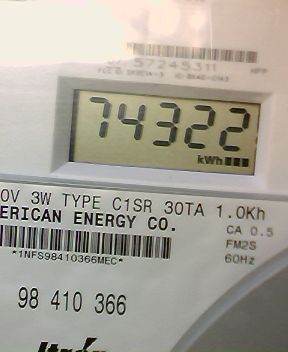 57245311
74322
kWh
0V 3W TYPE C1SR 30TA 1.0Kh
ERICAN ENERGY CO.
CA 0.5
FM2S
60Hz
*1NFS98410366MEC*
98 410 366
Itron